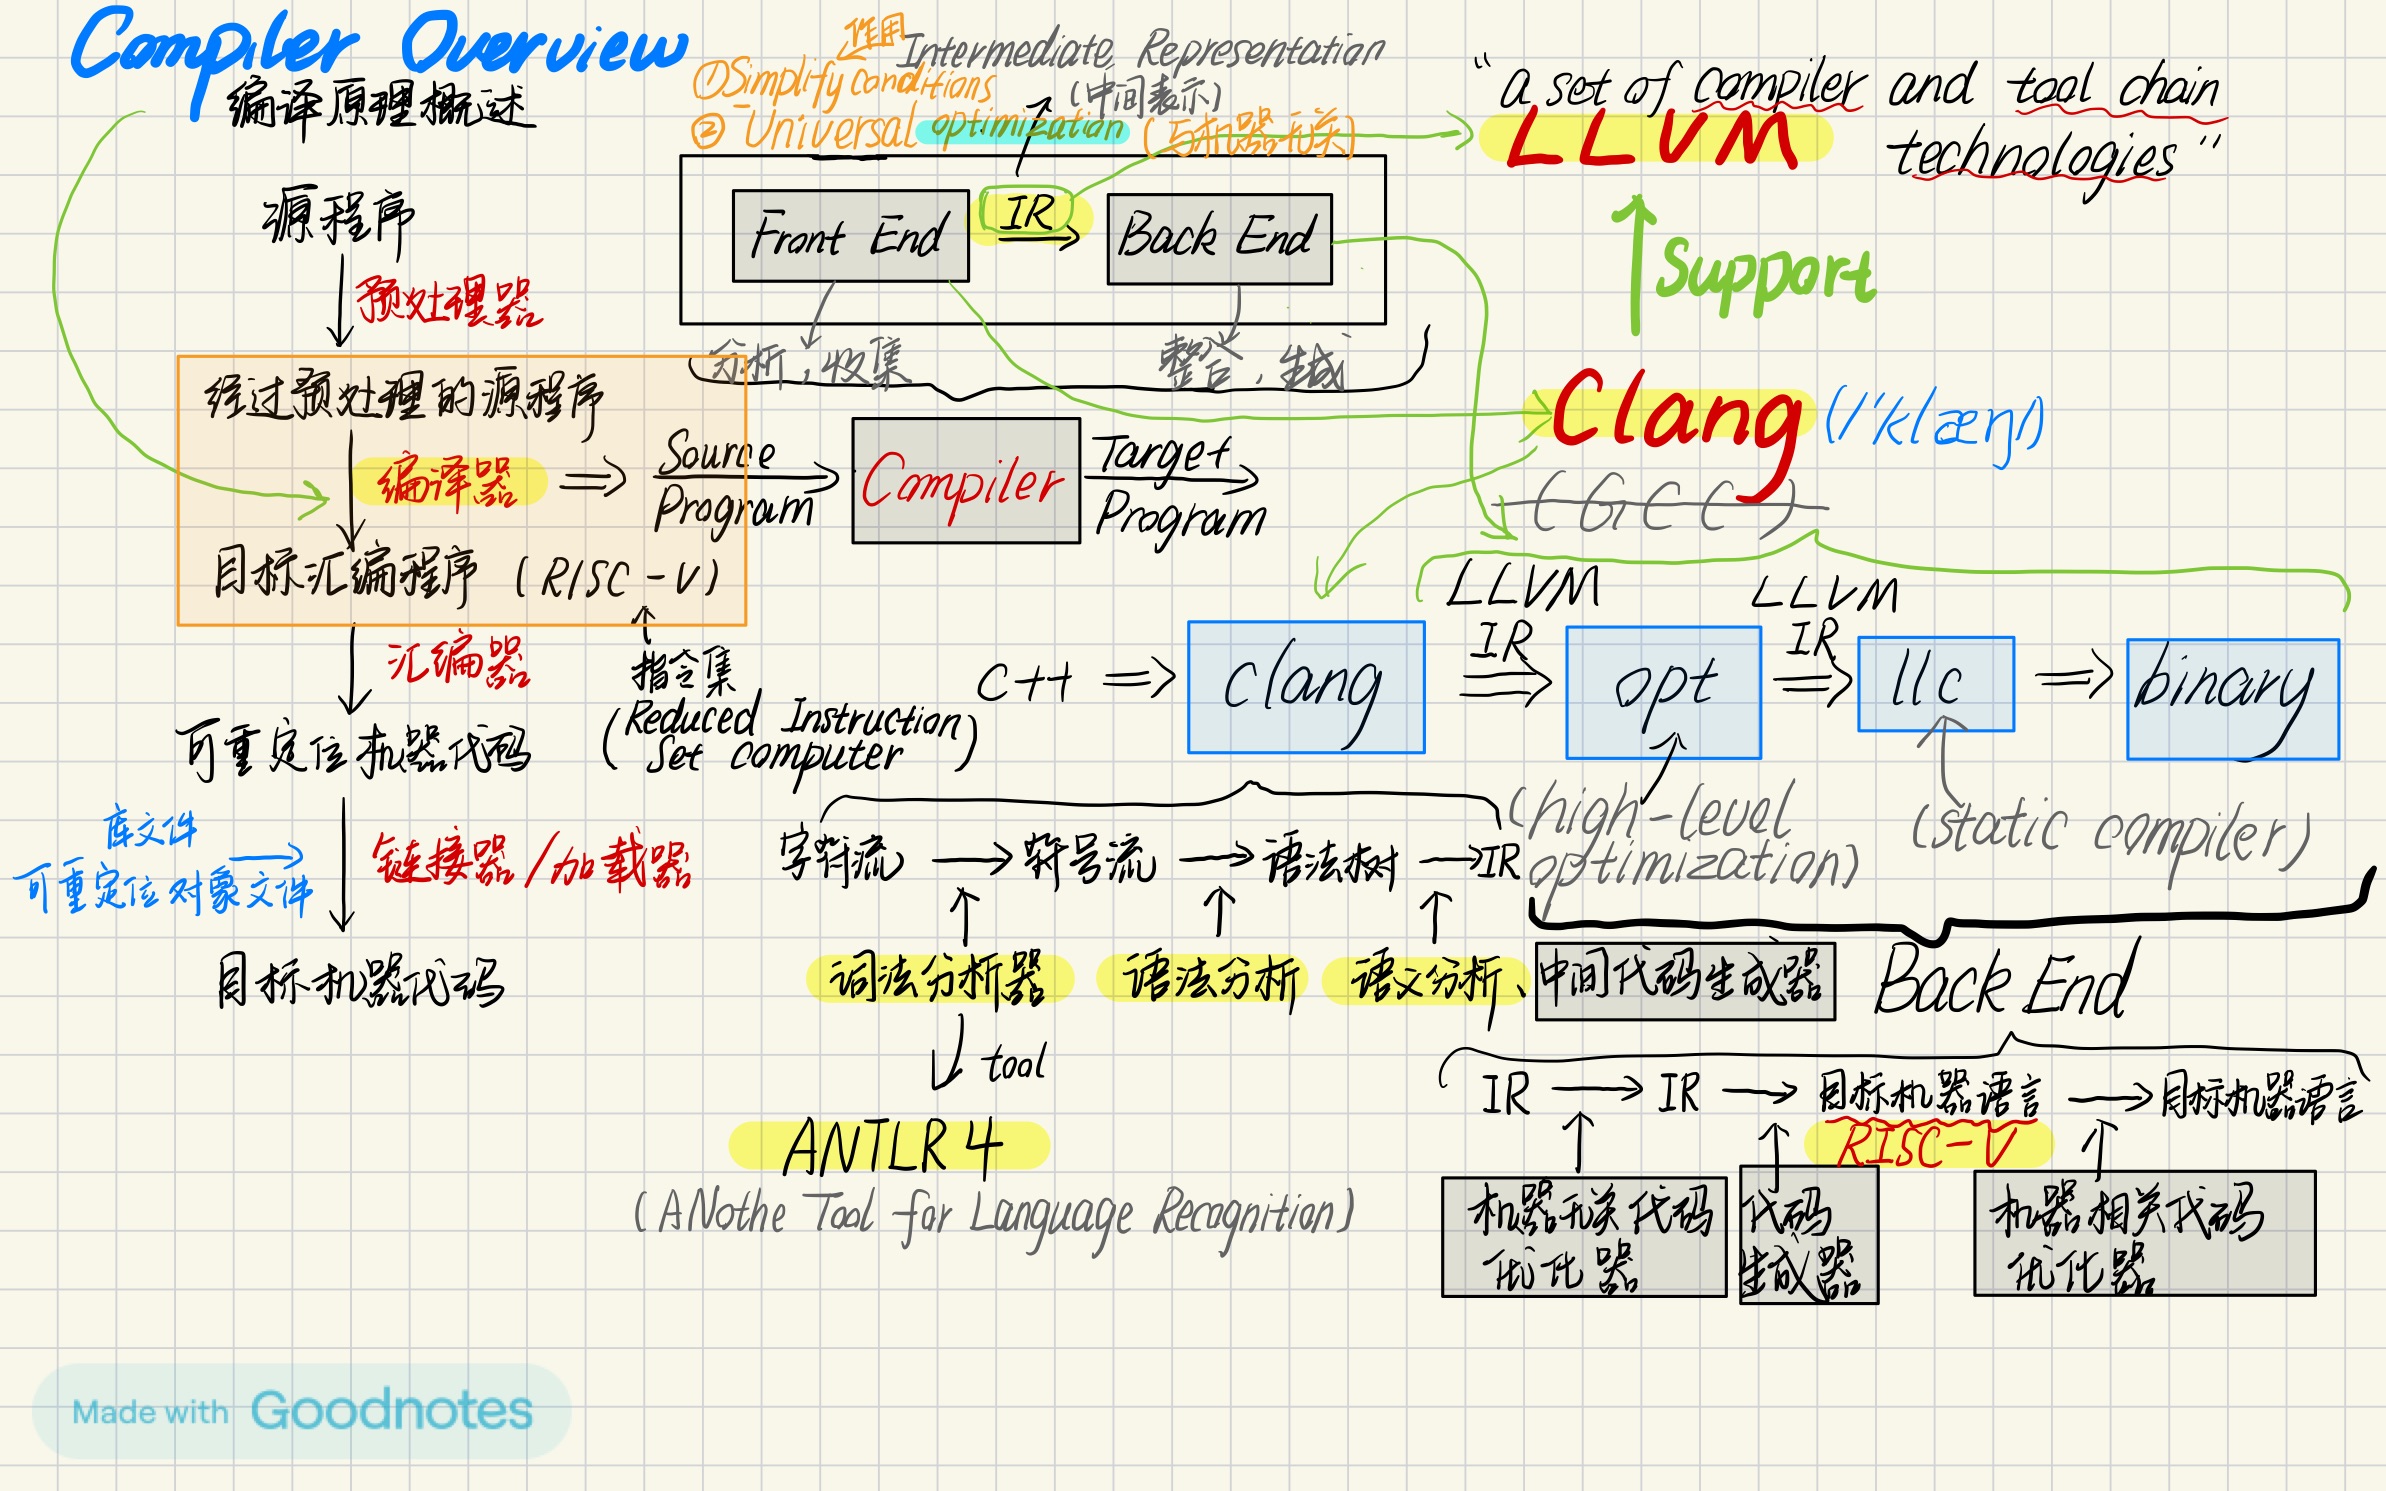 Compiler Overview
编译原理概述
作用
Intermediate Representation
(中间表示)
①Simplify conditions
② Universal optimization (与机器无关)
"a set of compiler and tool chain
technologies"
LLVM
Support
Clang (/'klæŋ/)
(GCC)
源程序
预处理器
经过预处理的源程序
编译器
目标汇编程序 (RISC-V)
汇编器
指令集
(Reduced Instruction
Set computer)
可重定位机器代码
库文件
可重定位对象文件
链接器/加载器
目标机器代码
Front End
IR
Back End
分析,收集
整合,生成
Source
Program
Compiler
Target
Program
C++
clang
LLVM
IR
opt
LLVM
IR
llc
binary
(high-level
optimization)
(static compiler)
字符流
符号流
语法树
IR
词法分析器
语法分析
语义分析、
中间代码生成器
tool
ANTLR 4
(ANothe Tool for Language Recognition)
Back End
IR
IR
目标机器语言
目标机器语言
RISC-V
机器无关代码
优化器
代码
生成器
机器相关代码
优化器
Made with Goodnotes